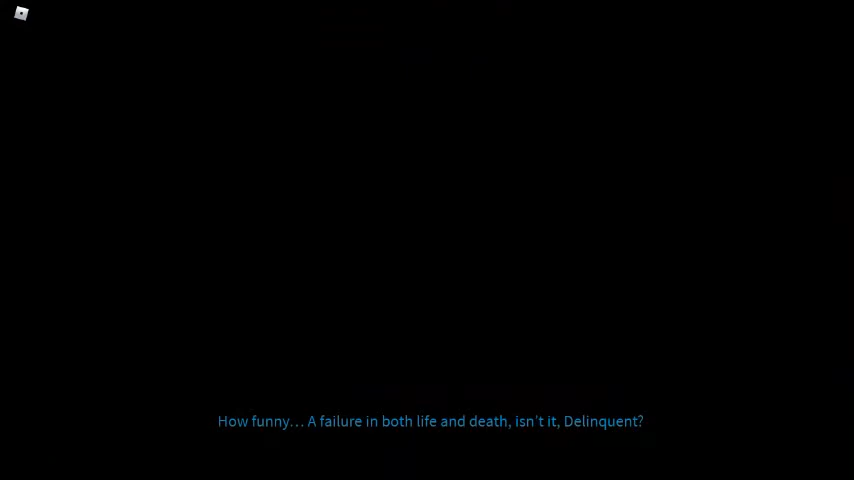 How funny... A failure in both life and death, isn't it, Delinquent?